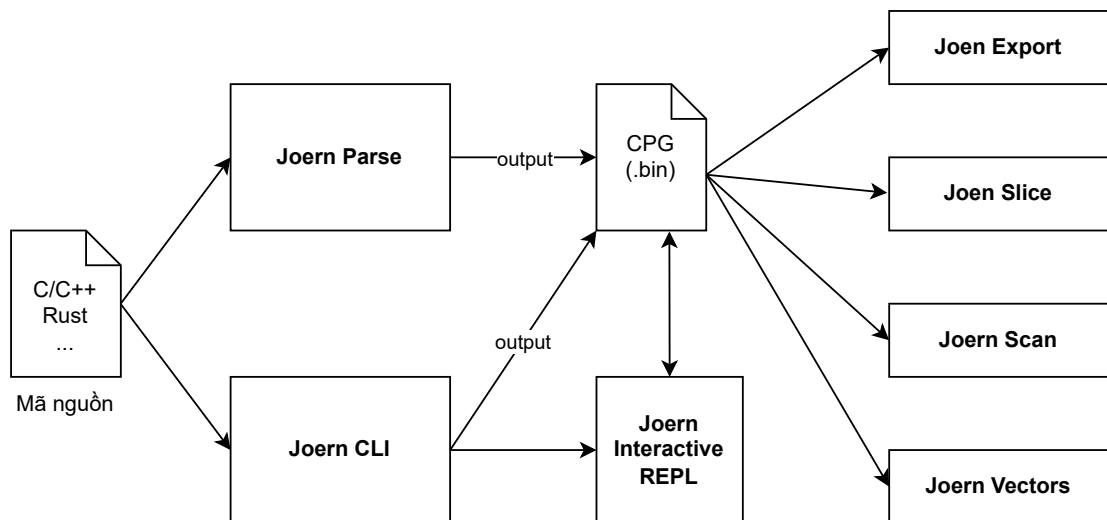 Joen Export
Joern Parse
output
CPG
(.bin)
Joen Slice
C/C++
Rust
...
Mã nguồn
output
Joern Scan
Joern CLI
Joern
Interactive
REPL
Joern Vectors